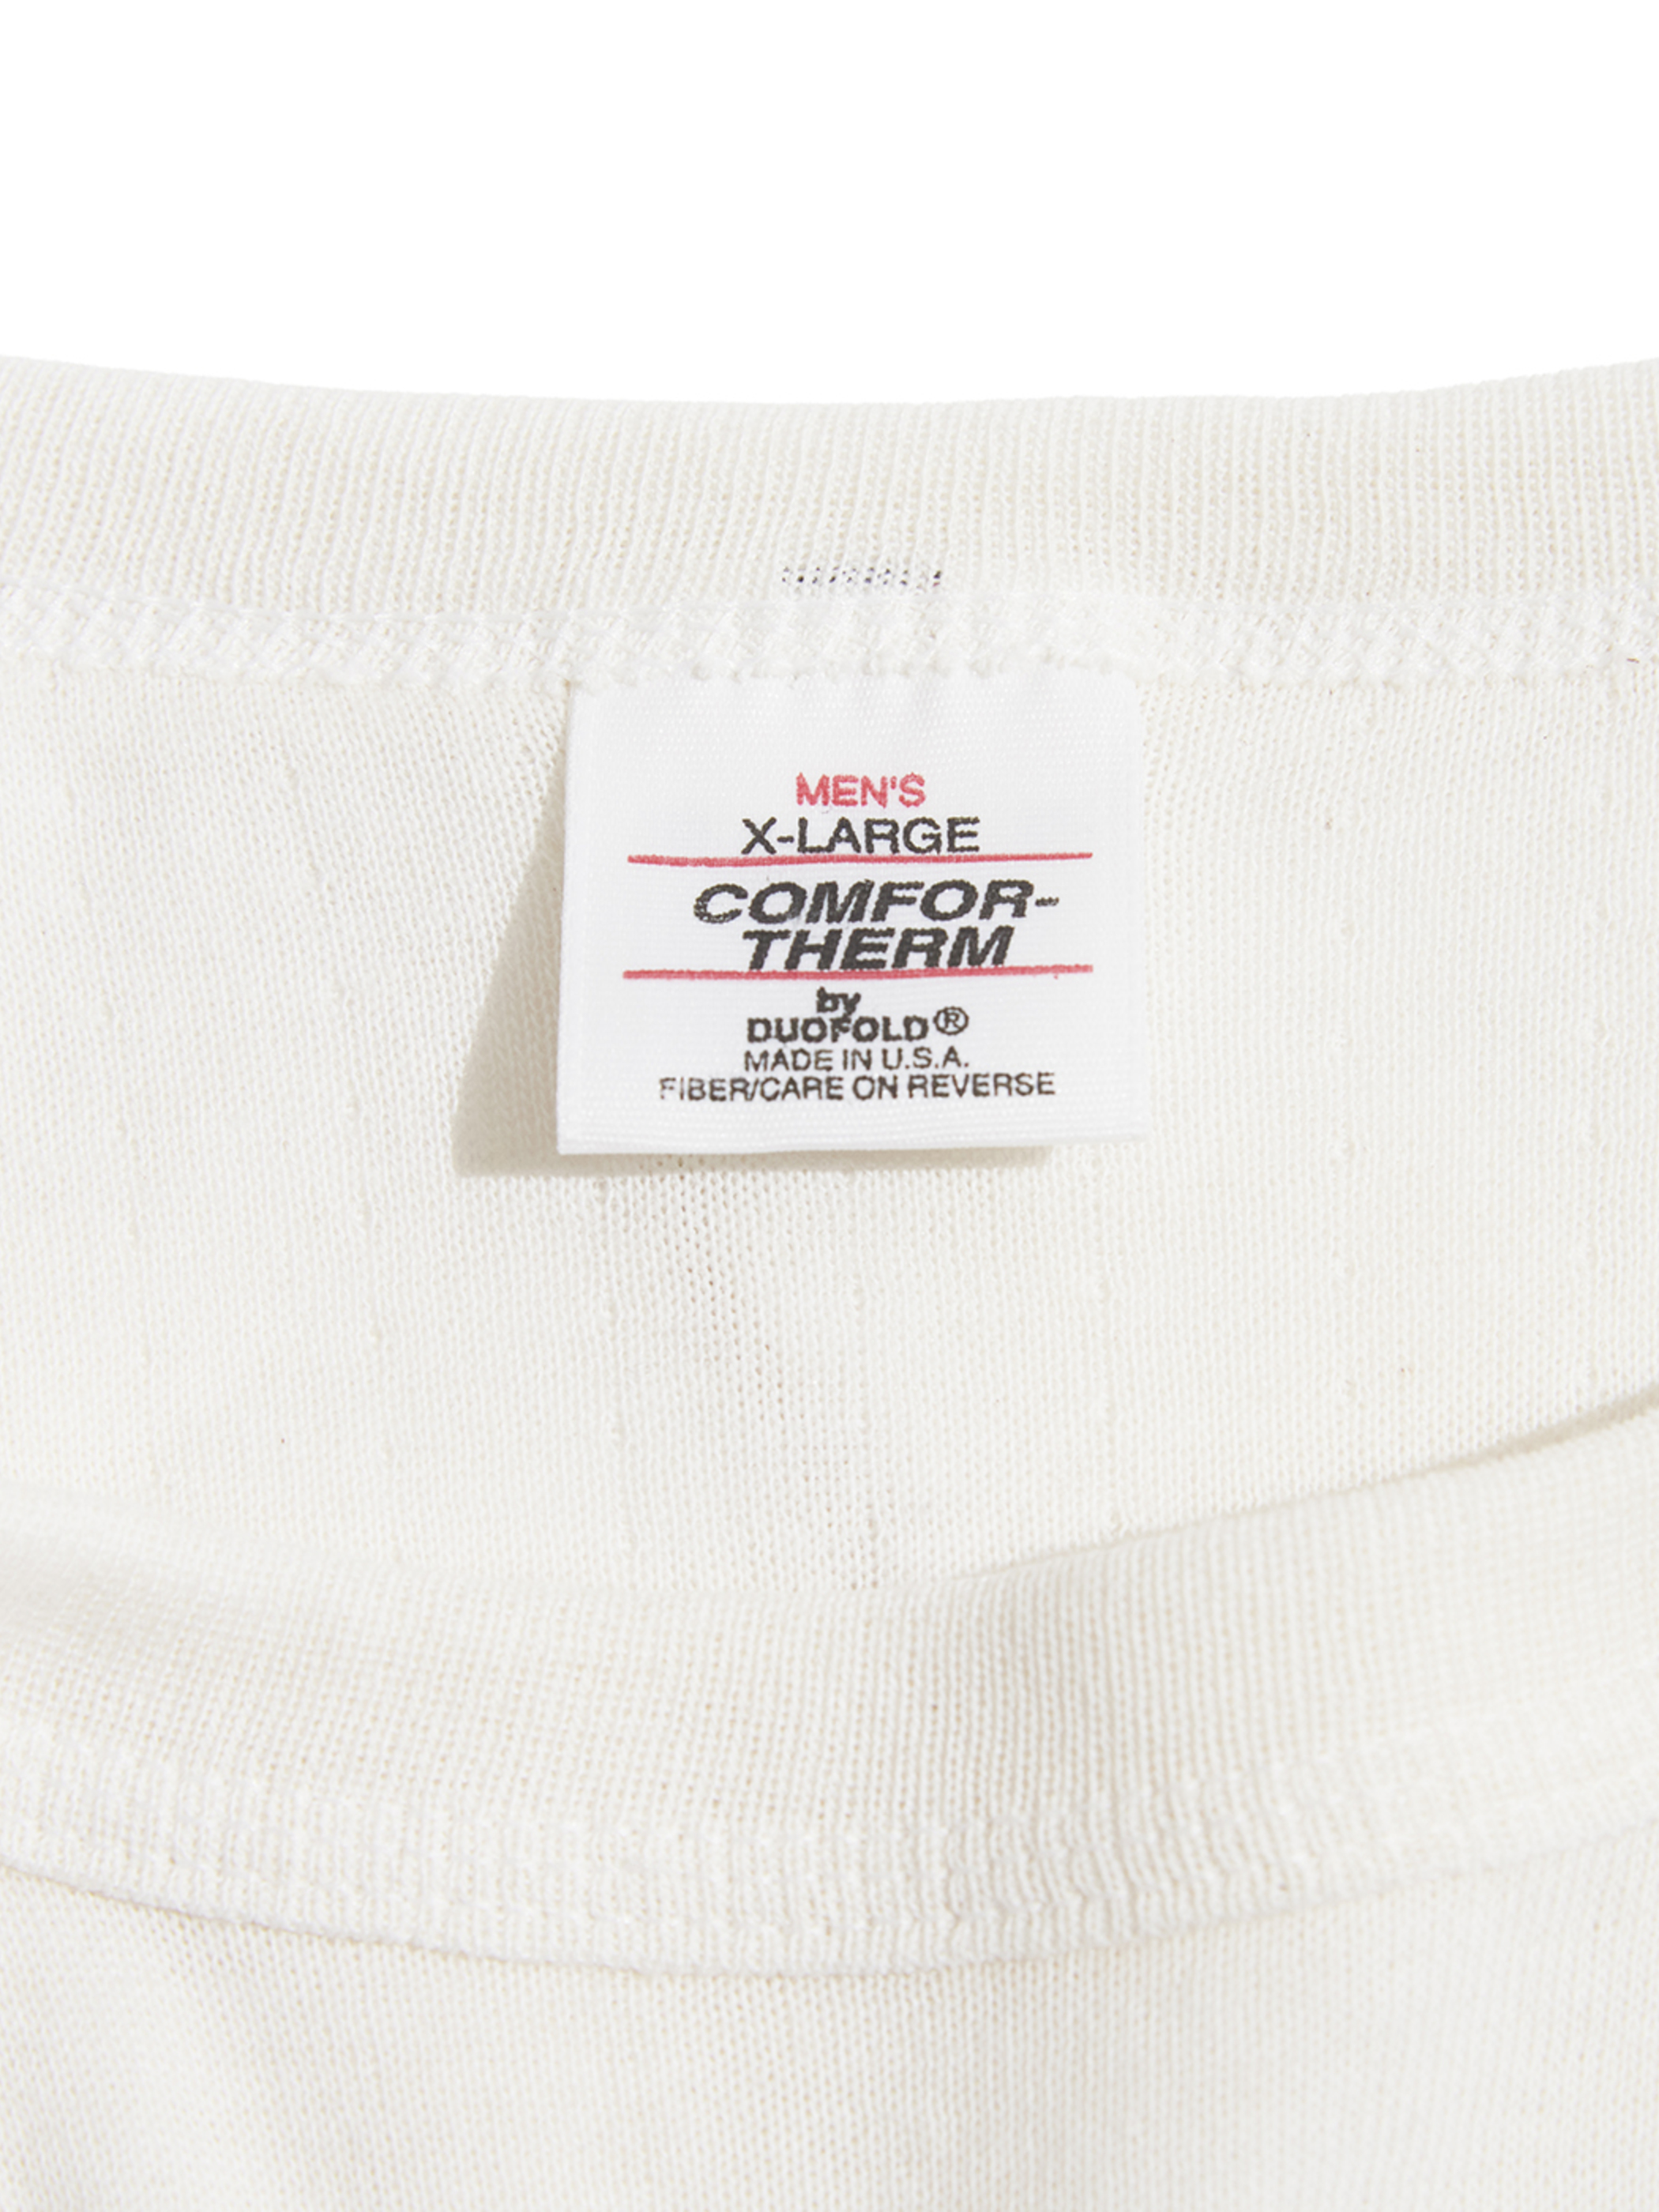 MEN'S
X-LARGE
COMFOR-
THERM
by
DUOFOLD®
MADE IN U.S.A.
FIBER/CARE ON REVERSE